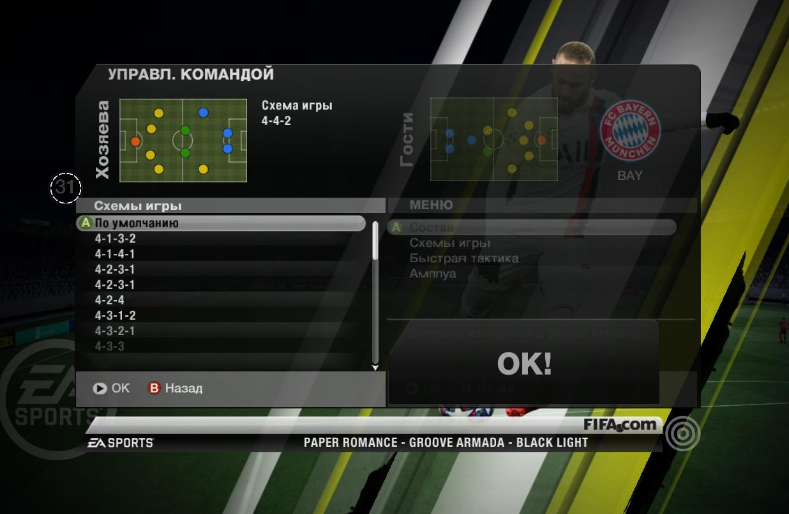 УПРАВЛ. КОМАНДОЙ
Хозяева
Схема игры
4-4-2
Гости
FC BAYERN
MÜNCHEN
BAY
31
Схемы игры
A По умолчанию
4-1-3-2
4-1-4-1
4-2-3-1
4-2-3-1
4-2-4
4-3-1-2
4-3-2-1
4-3-3
OK
B Назад
МЕНЮ
A Состав
Схемы игры
Быстрая тактика
Амплуа
OK!
EA
SPORTS
FIFA.com
EA SPORTS
PAPER ROMANCE - GROOVE ARMADA - BLACK LIGHT